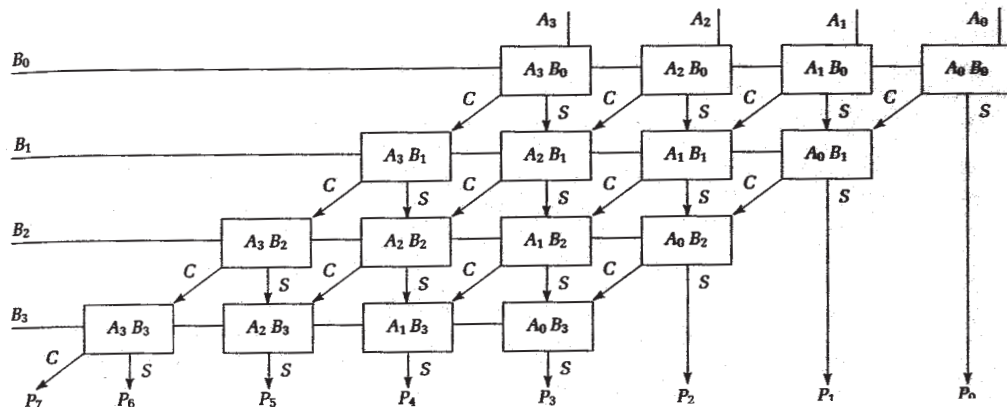 A₃ A₂ A₁ A₀
B₀ A₃ B₀ A₂ B₀ A₁ B₀ A₀ B₀
C S C S C S C S
B₁ A₃ B₁ A₂ B₁ A₁ B₁ A₀ B₁
C S C S C S C S
B₂ A₃ B₂ A₂ B₂ A₁ B₂ A₀ B₂
C S C S C S C S
B₃ A₃ B₃ A₂ B₃ A₁ B₃ A₀ B₃
C S S S S
P₇ P₆ P₅ P₄ P₃ P₂ P₁ P₀